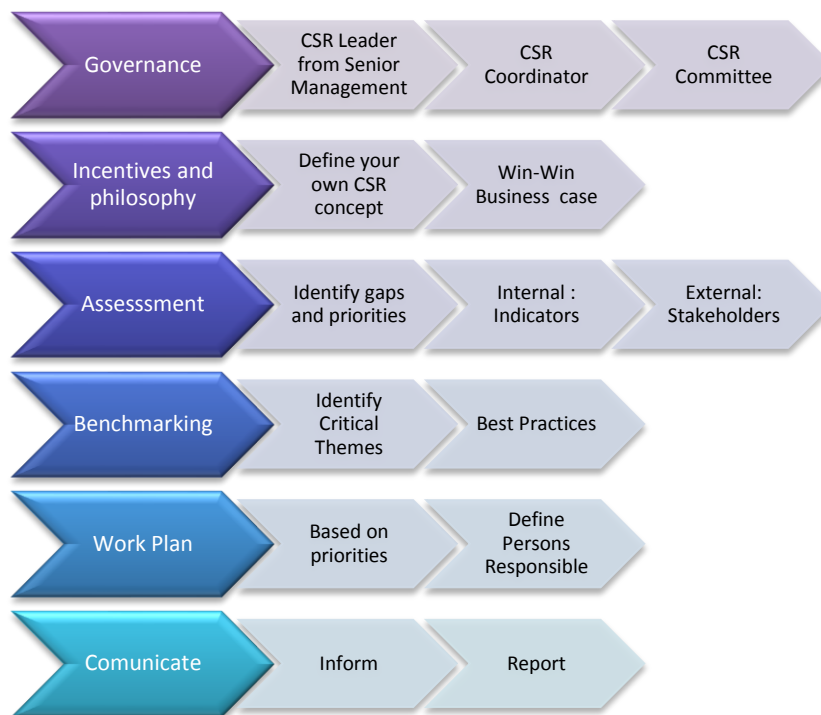 Governance
CSR Leader
from Senior
Management
CSR
Coordinator
CSR
Committee
Incentives and
philosophy
Define your
own CSR
concept
Win-Win
Business  case
Assesssment
Identify gaps
and priorities
Internal :
Indicators
External:
Stakeholders
Benchmarking
Identify
Critical
Themes
Best Practices
Work Plan
Based on
priorities
Define
Persons
Responsible
Comunicate
Inform
Report